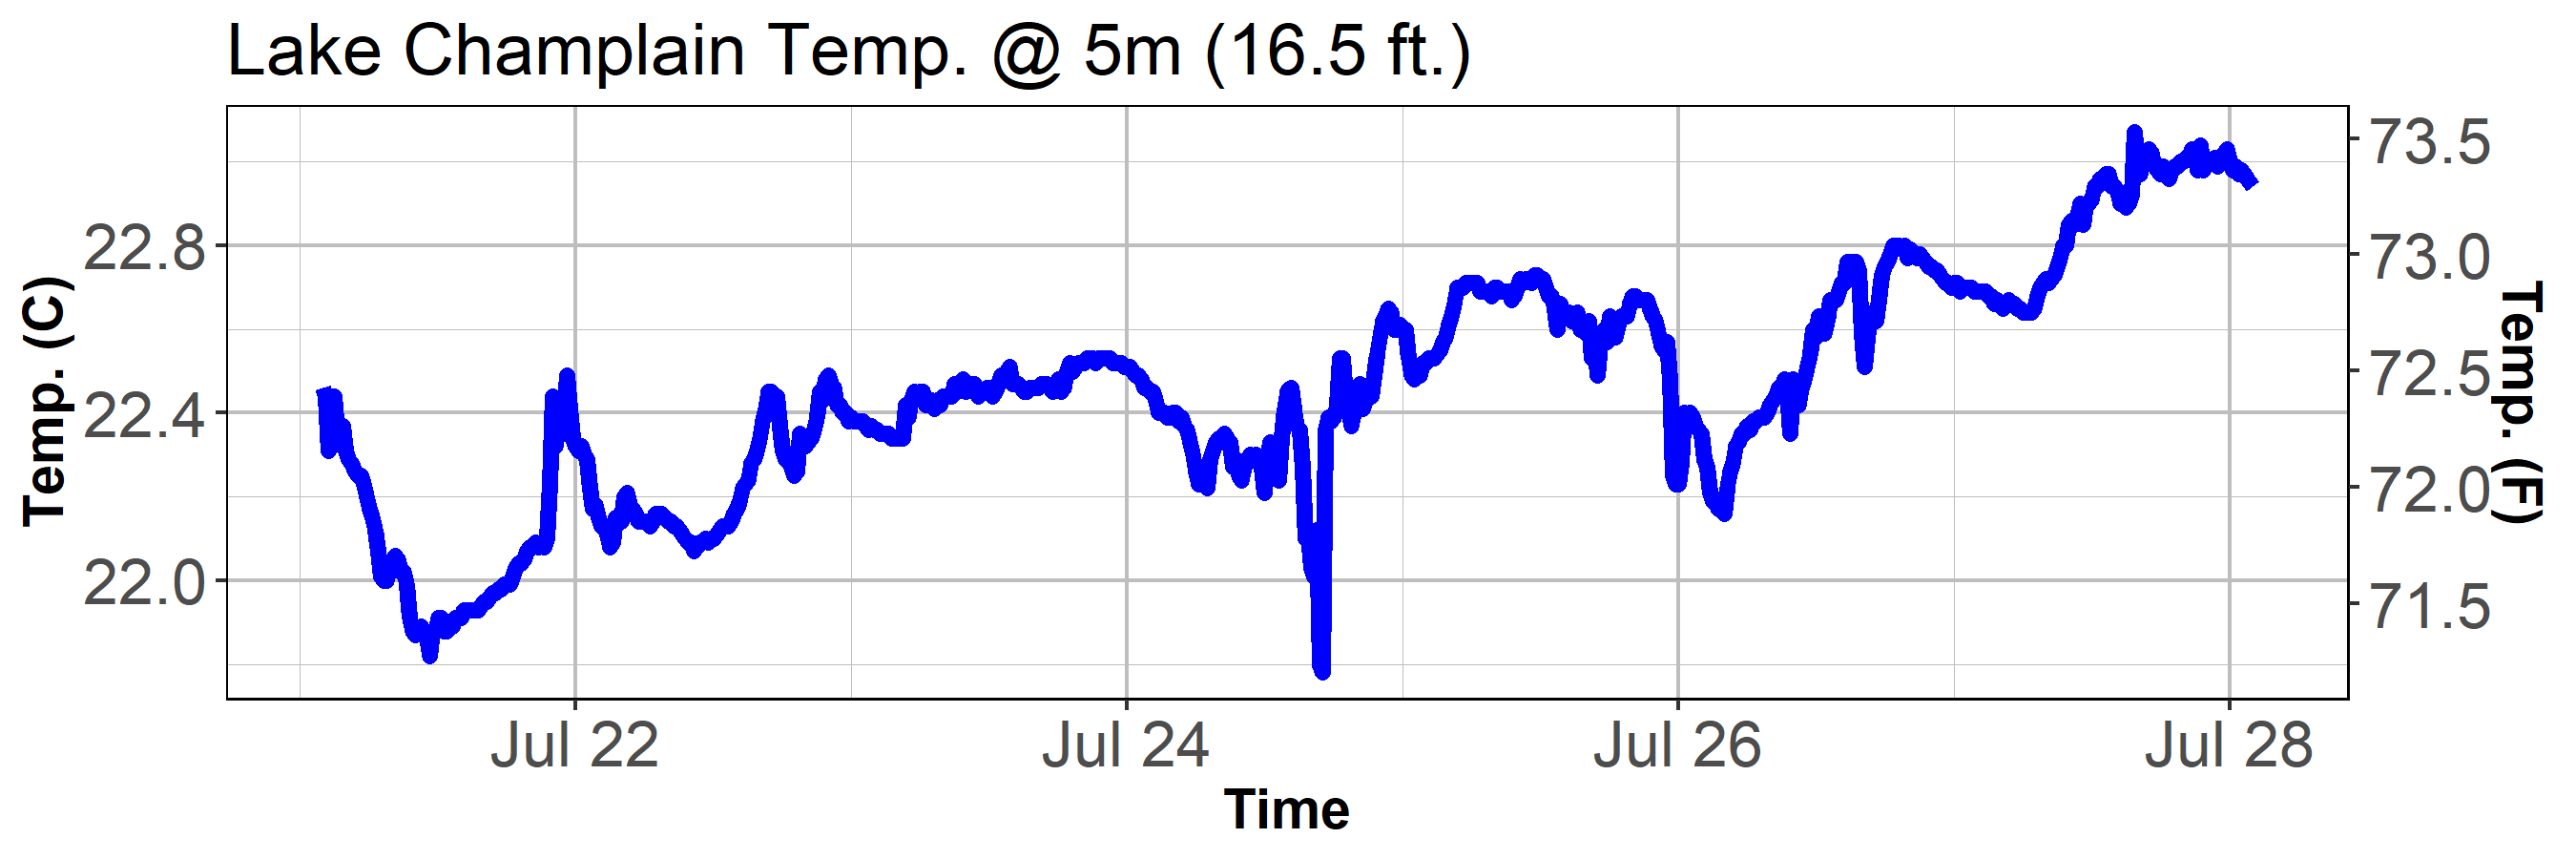 Lake Champlain Temp. @ 5m (16.5 ft.)
Temp. (C)
22.8
22.4
22.0
73.5
73.0
72.5
72.0
71.5
Temp. (F)
Jul 22
Jul 24
Jul 26
Jul 28
Time